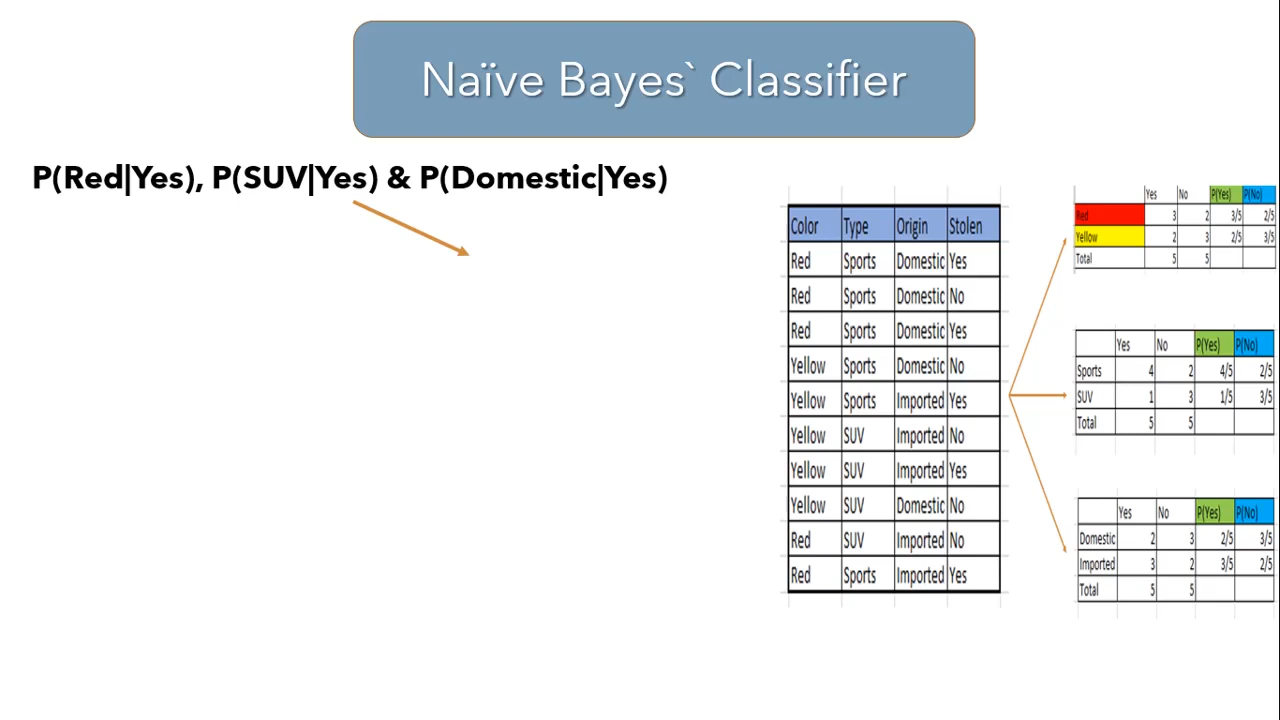 Naïve Bayes` Classifier
P(Red|Yes), P(SUV|Yes) & P(Domestic|Yes)
Color Type Origin Stolen
Red Sports Domestic Yes
Red Sports Domestic No
Red Sports Domestic Yes
Yellow Sports Domestic No
Yellow Sports Imported Yes
Yellow SUV Imported No
Yellow SUV Imported Yes
Yellow SUV Domestic No
Red SUV Imported No
Red Sports Imported Yes
Yes No P(Yes) P(No)
Red 3 2 3/5 2/5
Yellow 2 3 2/5 3/5
Total 5 5
Yes No P(Yes) P(No)
Sports 4 2 4/5 2/5
SUV 1 3 1/5 3/5
Total 5 5
Yes No P(Yes) P(No)
Domestic 2 3 2/5 3/5
Imported 3 2 3/5 2/5
Total 5 5